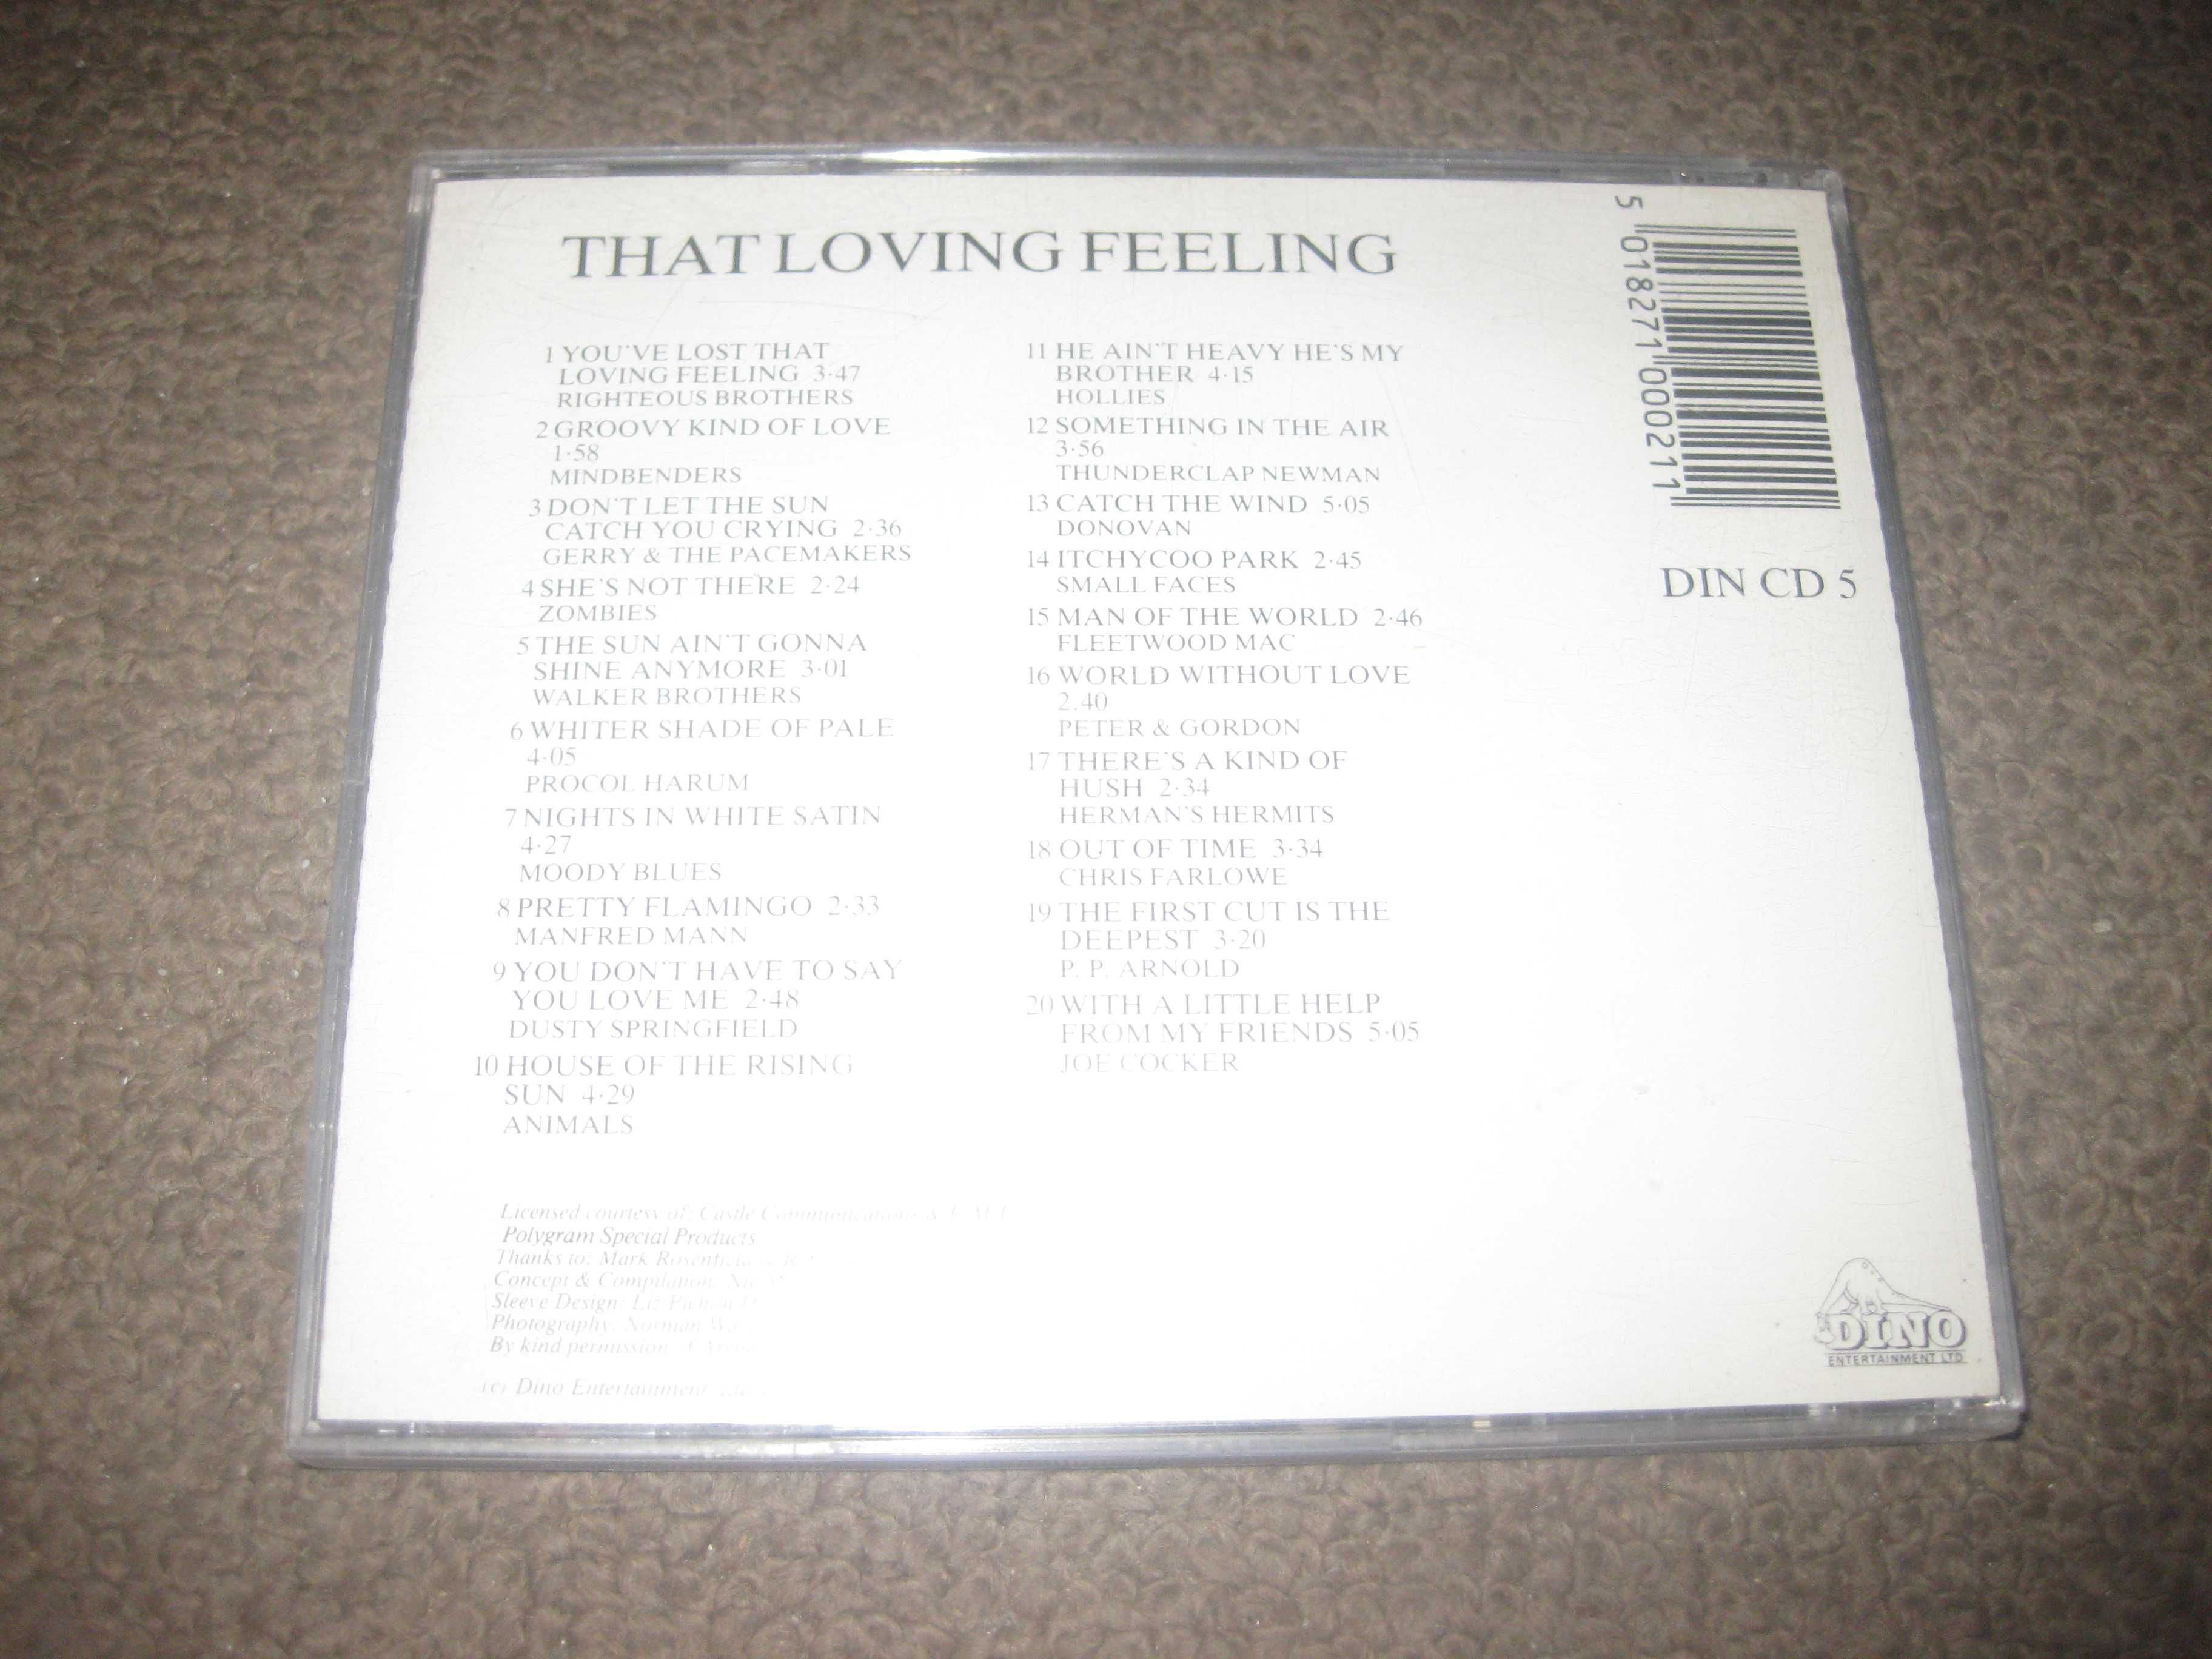 THAT LOVING FEELING
1 YOU'VE LOST THAT
LOVING FEELING 3·47
RIGHTEOUS BROTHERS
2 GROOVY KIND OF LOVE
1·58
MINDBENDERS
3 DON'T LET THE SUN
CATCH YOU CRYING 2·36
GERRY & THE PACEMAKERS
4 SHE'S NOT THERE 2·24
ZOMBIES
5 THE SUN AIN'T GONNA
SHINE ANYMORE 3·01
WALKER BROTHERS
6 WHITER SHADE OF PALE
4·05
PROCOL HARUM
7 NIGHTS IN WHITE SATIN
4·27
MOODY BLUES
8 PRETTY FLAMINGO 2·33
MANFRED MANN
9 YOU DON'T HAVE TO SAY
YOU LOVE ME 2·48
DUSTY SPRINGFIELD
10 HOUSE OF THE RISING
SUN 4·29
ANIMALS
11 HE AIN'T HEAVY HE'S MY
BROTHER 4·15
HOLLIES
12 SOMETHING IN THE AIR
3·56
THUNDERCLAP NEWMAN
13 CATCH THE WIND 5·05
DONOVAN
14 ITCHYCOO PARK 2·45
SMALL FACES
15 MAN OF THE WORLD 2·46
FLEETWOOD MAC
16 WORLD WITHOUT LOVE
2.40
PETER & GORDON
17 THERE'S A KIND OF
HUSH 2·34
HERMAN'S HERMITS
18 OUT OF TIME 3·34
CHRIS FARLOWE
19 THE FIRST CUT IS THE
DEEPEST 3·20
P. P. ARNOLD
20 WITH A LITTLE HELP
FROM MY FRIENDS 5·05
JOE COCKER
Licensed courtesy of: Castle Communications &
Polygram Special Products
Thanks to: Mark
Concept & Compilation:
Sleeve Design: Liz
Photography: Norman
By kind permission of
(c) Dino Entertainment Ltd
5 018271 000211
DIN CD 5
DINO
ENTERTAINMENT LTD